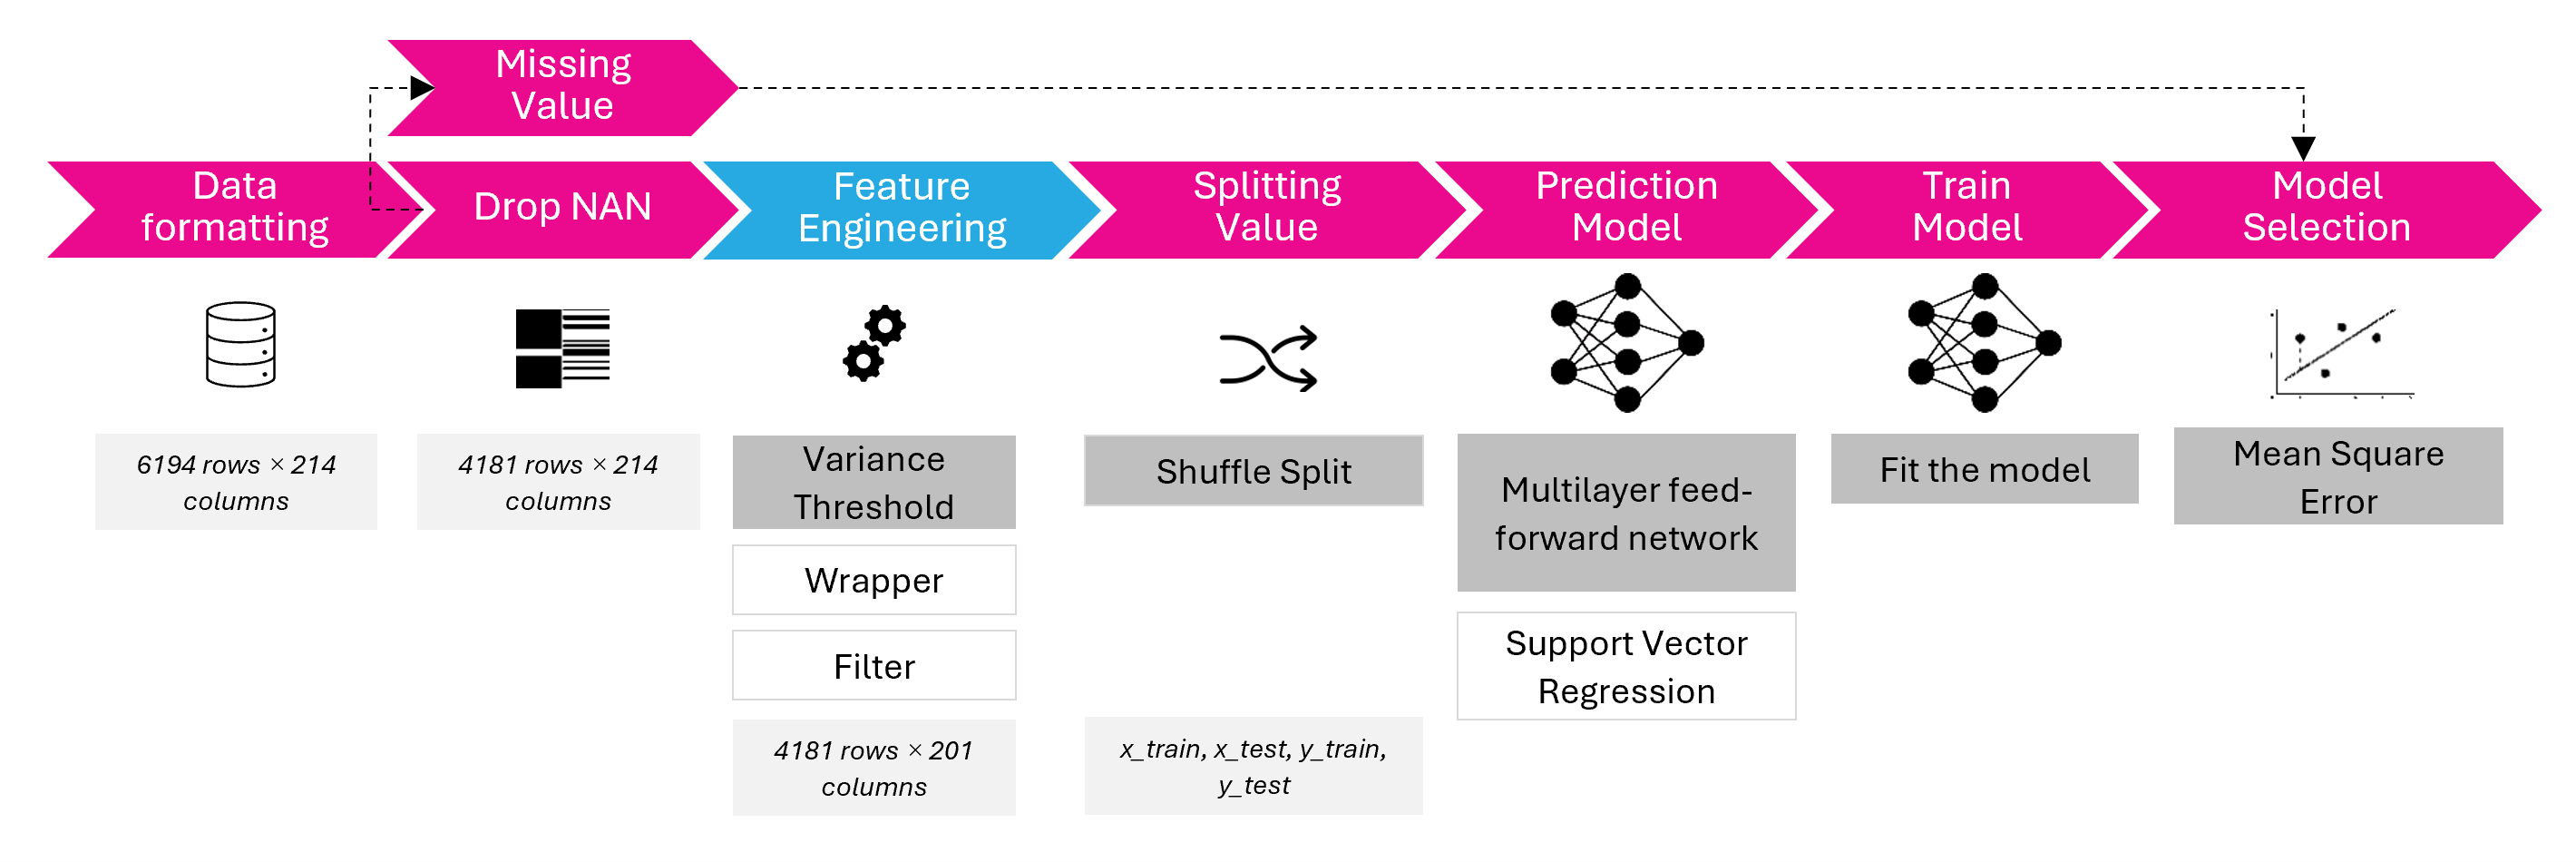 Missing
Value
Data
formatting
Drop NAN
Feature
Engineering
Splitting
Value
Prediction
Model
Train
Model
Model
Selection
6194 rows × 214
columns
4181 rows × 214
columns
Variance
Threshold
Wrapper
Filter
4181 rows × 201
columns
Shuffle Split
x_train, x_test, y_train,
y_test
Multilayer feed-
forward network
Support Vector
Regression
Fit the model
Mean Square
Error